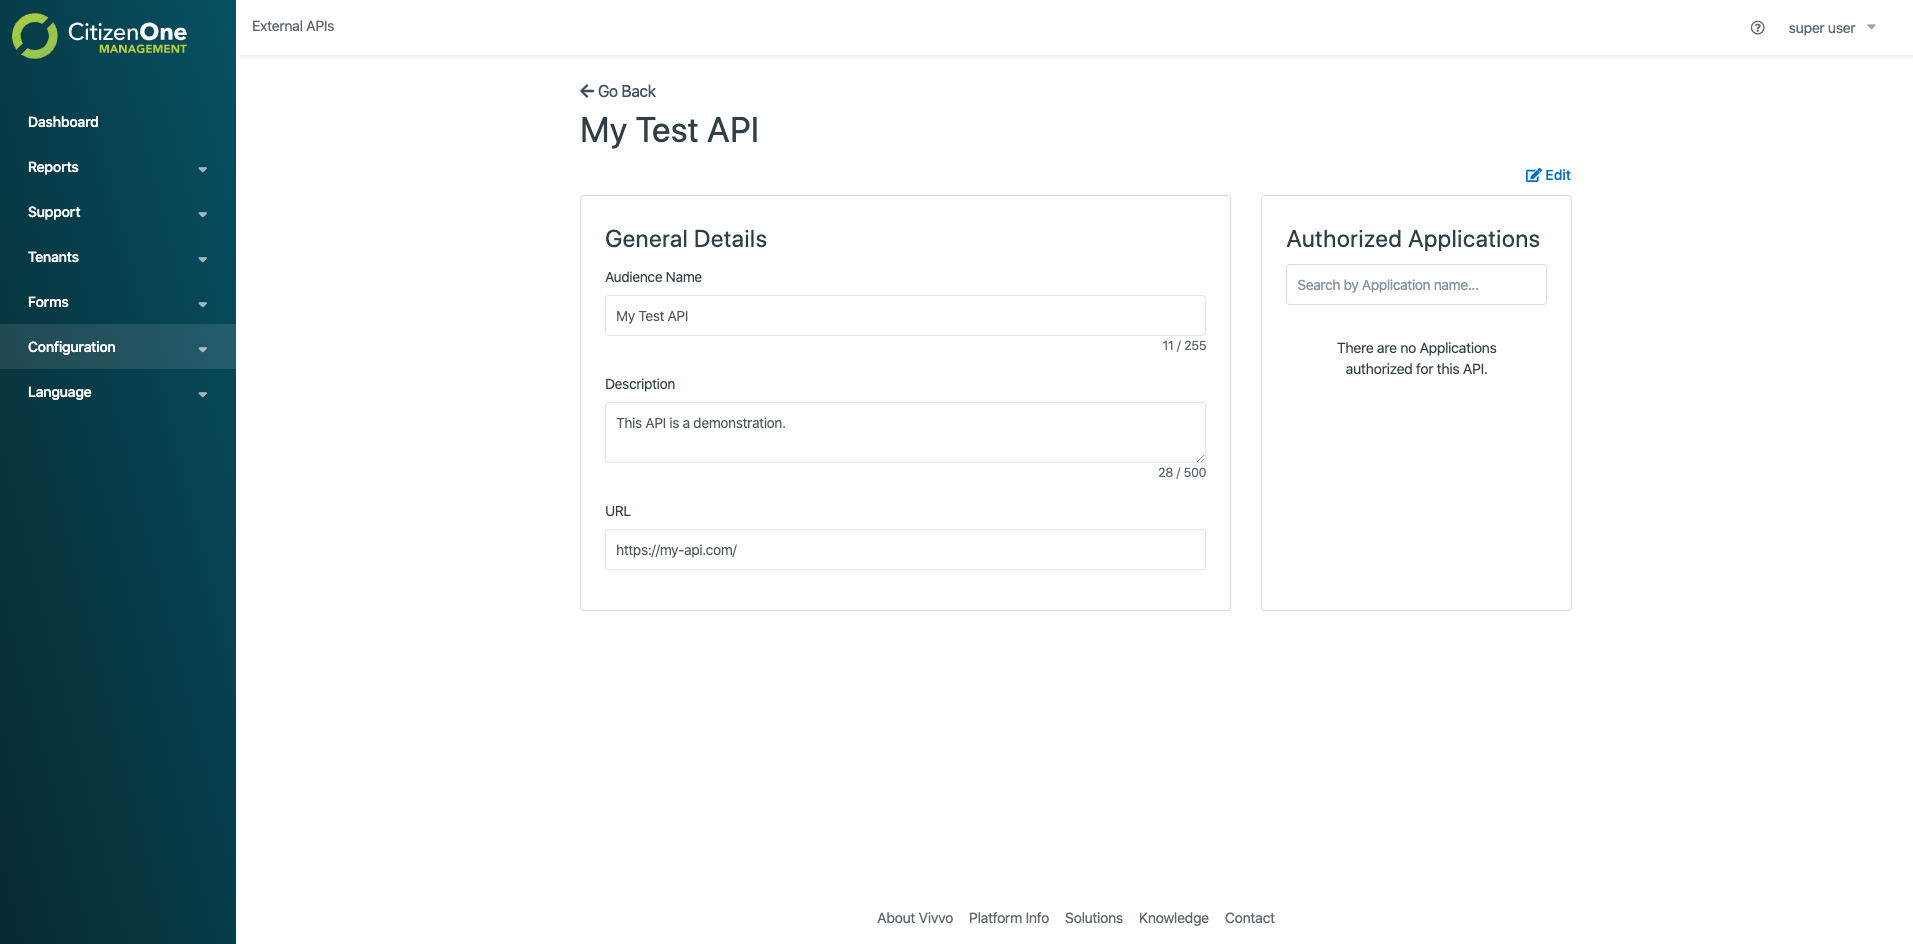 CitizenOne
MANAGEMENT
External APIs
super user
Dashboard
Reports
Support
Tenants
Forms
Configuration
Language
Go Back
My Test API
Edit
General Details
Audience Name
My Test API
11 / 255
Description
This API is a demonstration.
28 / 500
URL
https://my-api.com/
Authorized Applications
Search by Application name...
There are no Applications
authorized for this API.
About Vivvo Platform Info Solutions Knowledge Contact